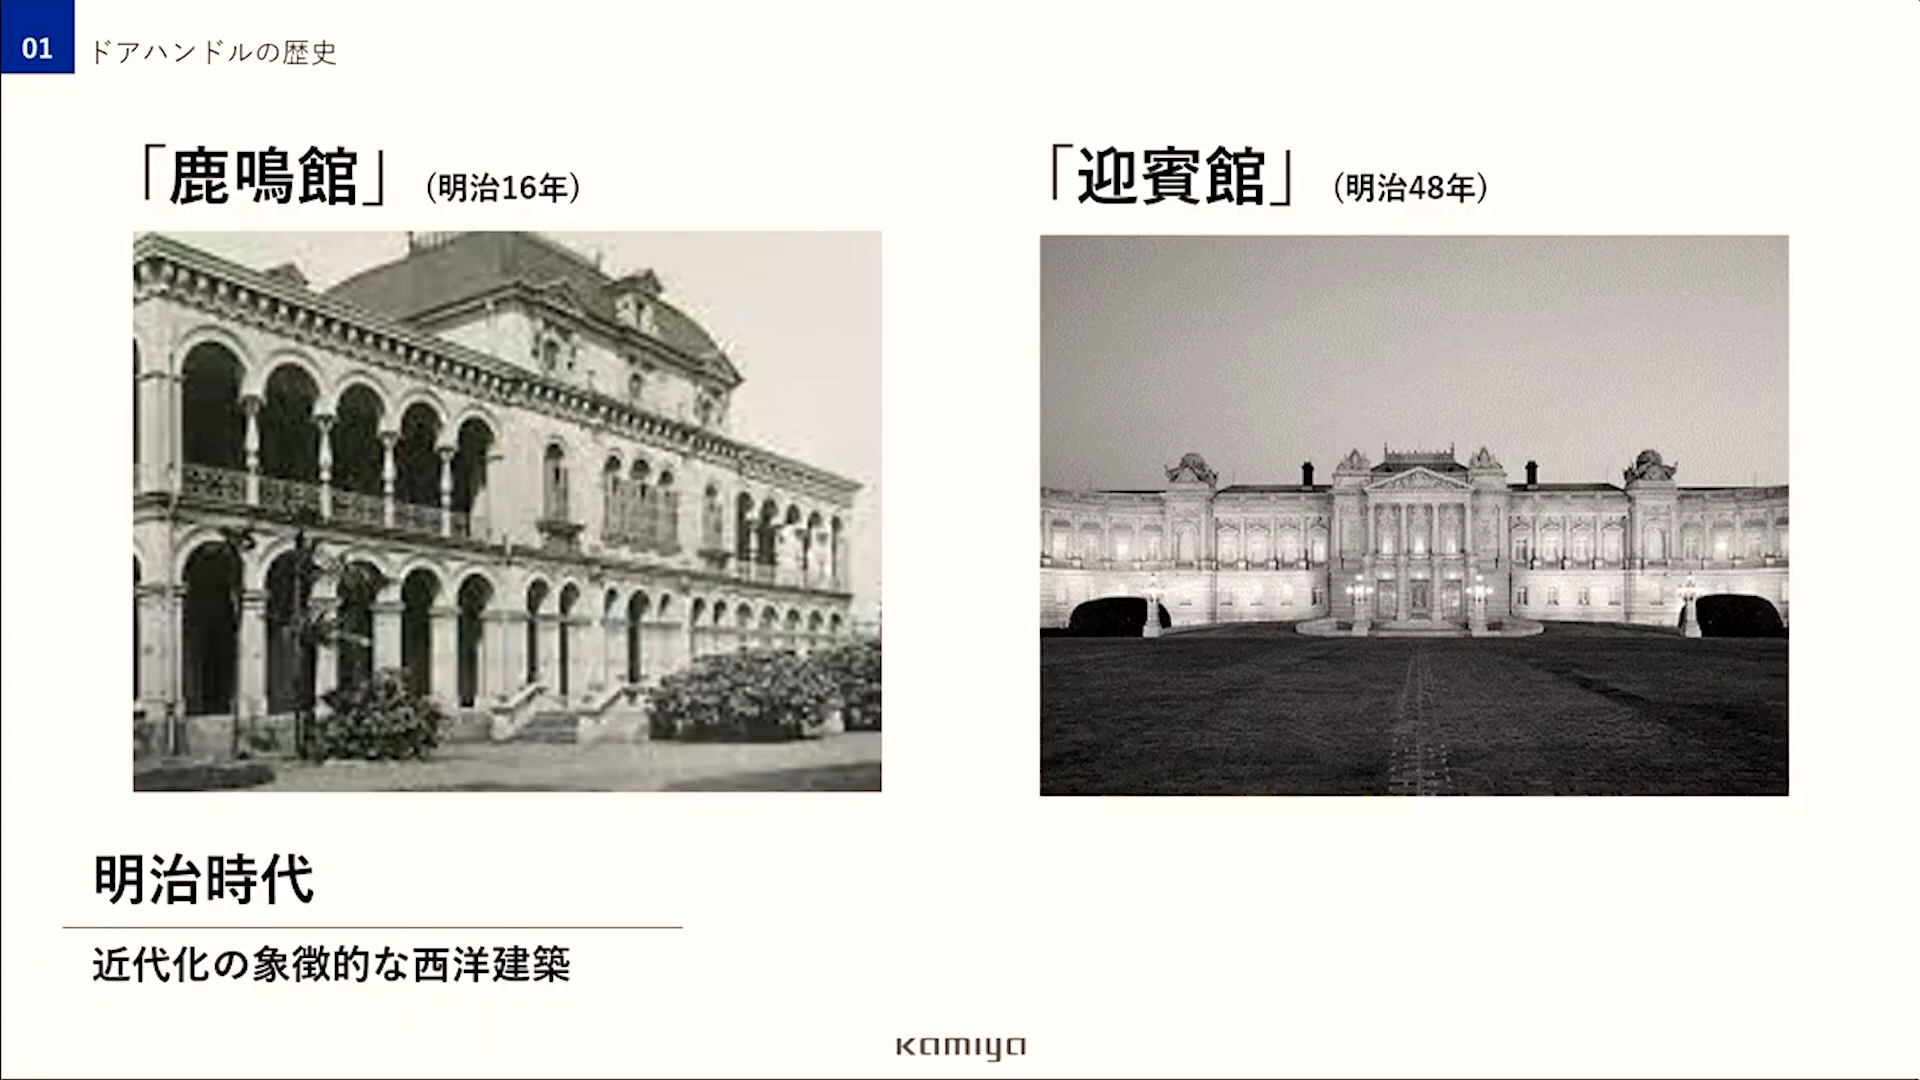 01 ドアハンドルの歴史
「鹿鳴館」(明治16年)
「迎賓館」(明治48年)
明治時代
近代化の象徴的な西洋建築
kamiya